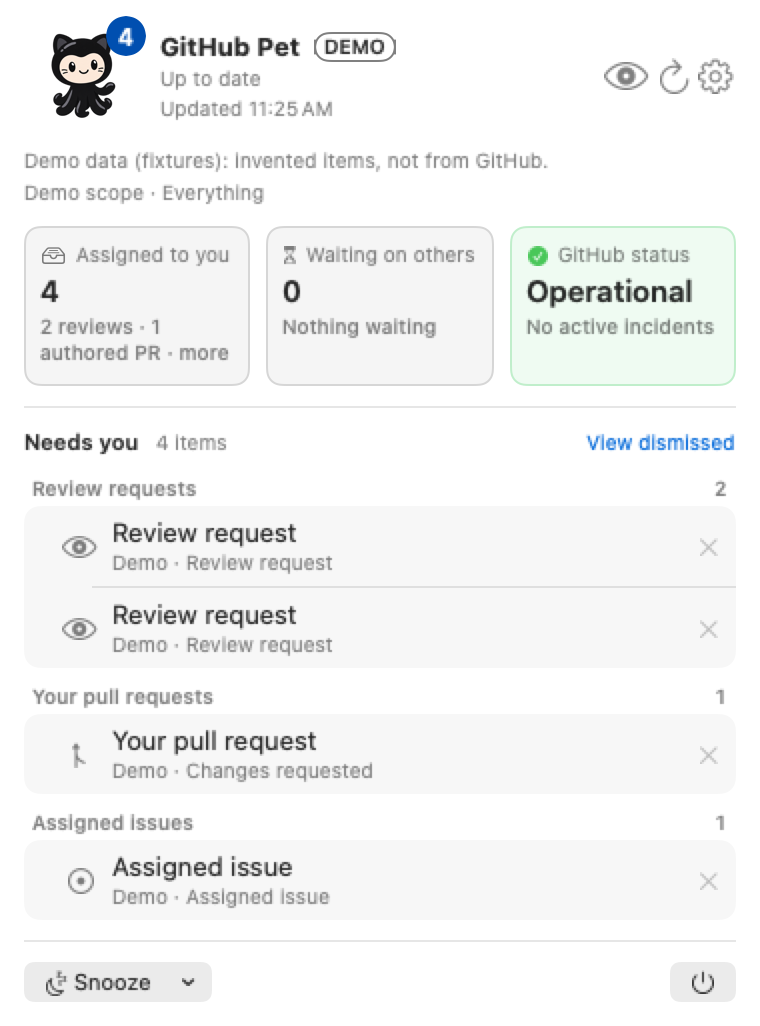 4
GitHub Pet DEMO
Up to date
Updated 11:25 AM
Demo data (fixtures): invented items, not from GitHub.
Demo scope · Everything
Assigned to you
4
2 reviews · 1
authored PR · more
Waiting on others
0
Nothing waiting
GitHub status
Operational
No active incidents
Needs you 4 items View dismissed
Review requests 2
Review request
Demo · Review request
Review request
Demo · Review request
Your pull requests 1
Your pull request
Demo · Changes requested
Assigned issues 1
Assigned issue
Demo · Assigned issue
Snooze